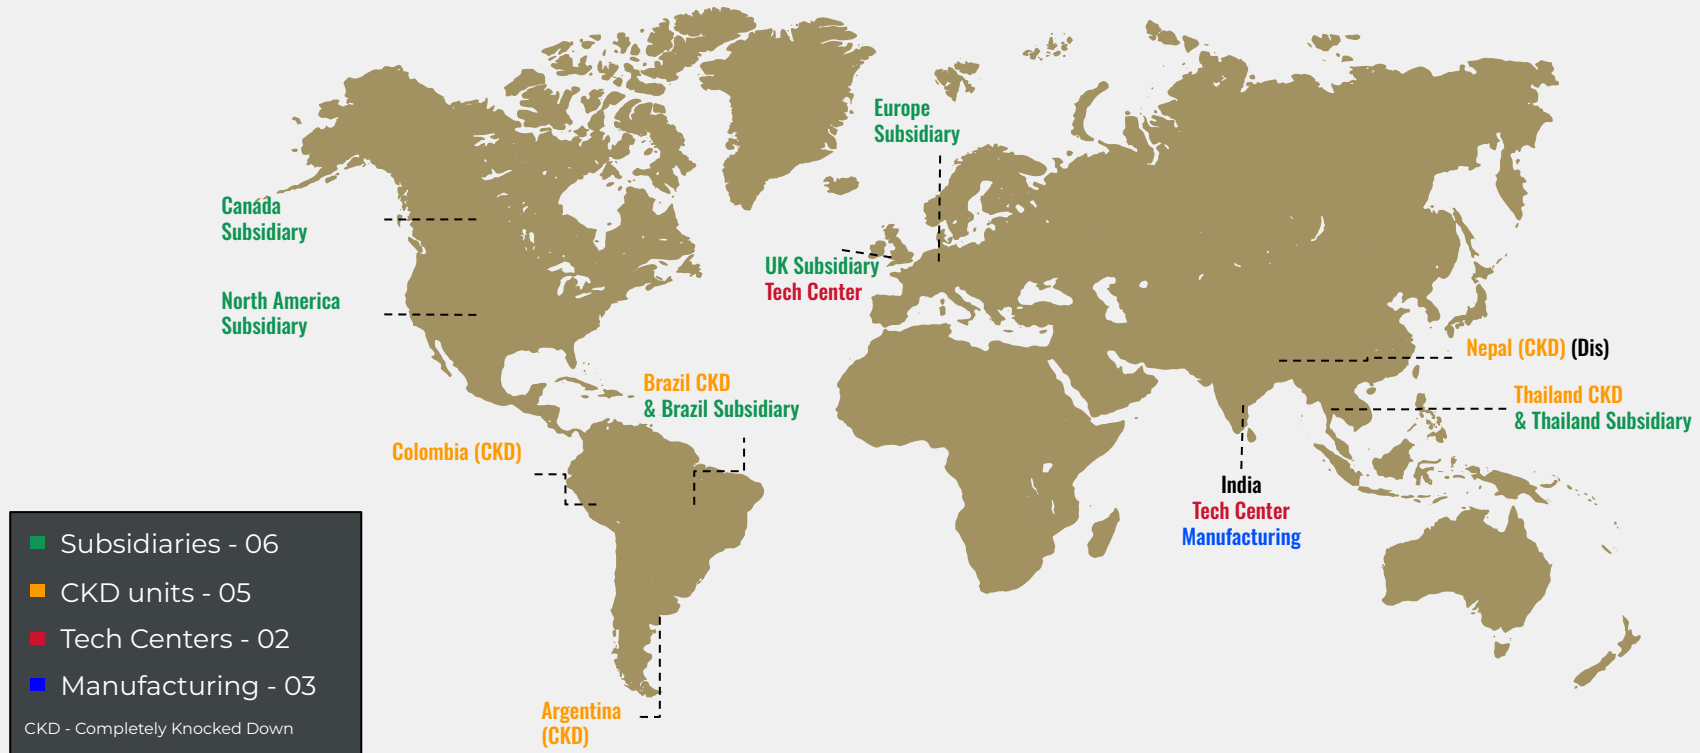 Europe
Subsidiary
Canada
Subsidiary
UK Subsidiary
Tech Center
North America
Subsidiary
Nepal (CKD) (Dis)
Brazil CKD
& Brazil Subsidiary
Thailand CKD
& Thailand Subsidiary
Colombia (CKD)
India
Tech Center
Manufacturing
Subsidiaries - 06
CKD units - 05
Tech Centers - 02
Manufacturing - 03
CKD - Completely Knocked Down
Argentina
(CKD)